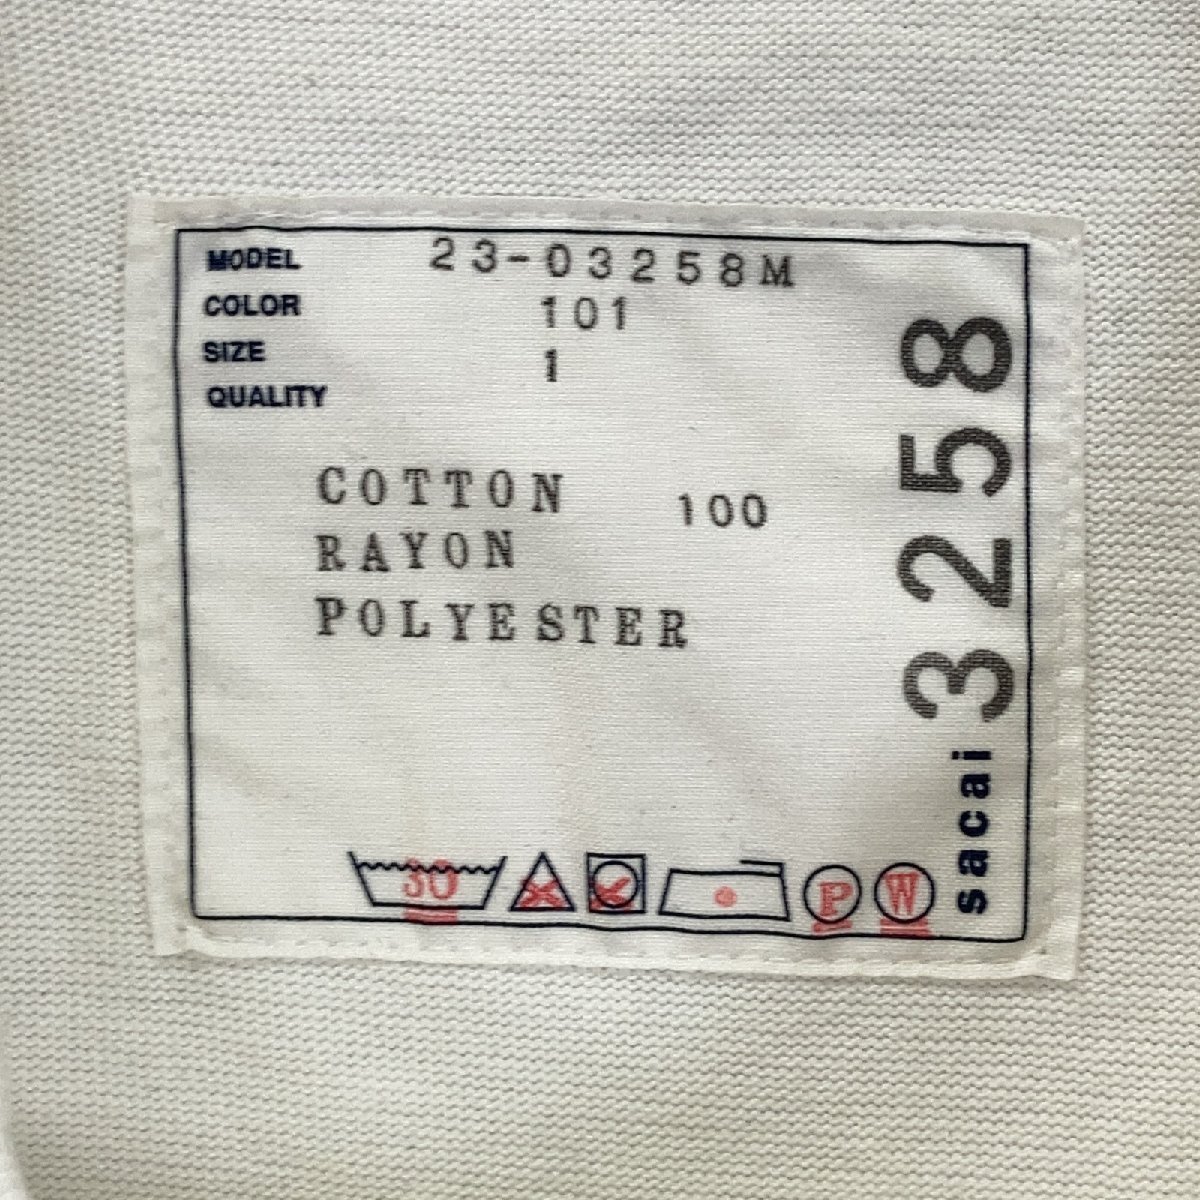 MODEL 23-03258M
COLOR 101
SIZE 1
QUALITY
COTTON 100
RAYON
POLYESTER
30
P
W
sacai 3258